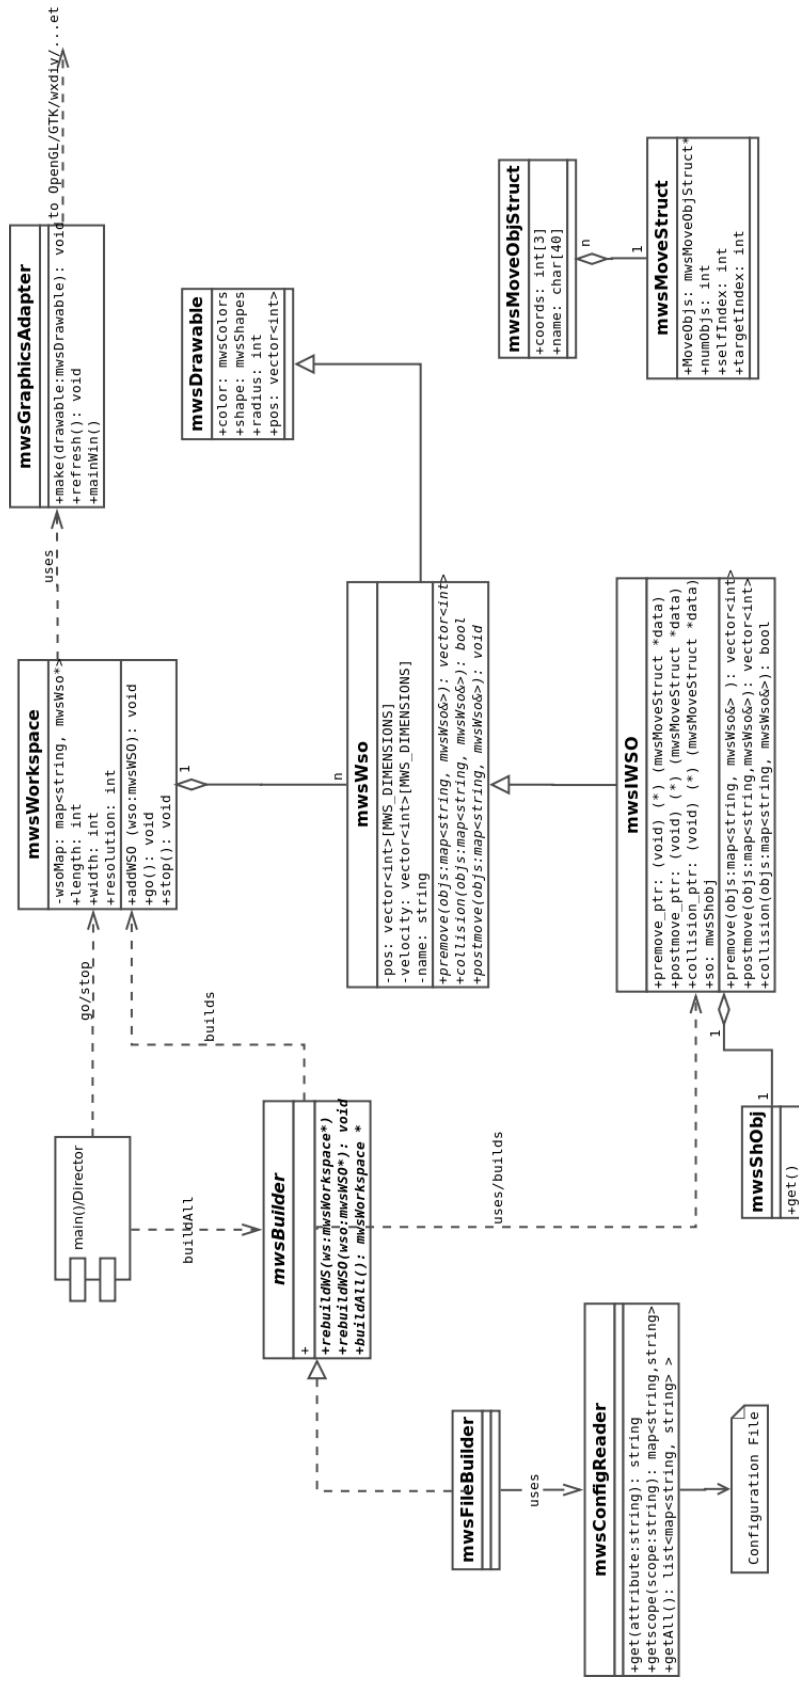 main()/Director
go/stop
buildAll
mwsWorkspace
-wsoMap: map<string, mwsWso*>
+length: int
+width: int
+resolution: int
+addWSO (wso:mwsWSO): void
+go(): void
+stop(): void
uses
mwsGraphicsAdapter
+make(drawable:mwsDrawable): void
+refresh(): void
+mainWin()
to OpenGL/GTK/wxdiy/...et
mwsBuilder
+
+rebuildWS(ws:mwsWorkspace*)
+rebuildWSO(wso:mwsWSO*): void
+buildAll(): mwsWorkspace *
builds
1
n
mwsDrawable
+color: mwsColors
+shape: mwsShapes
+radius: int
+pos: vector<int>
mwsWso
-pos: vector<int>[MWS_DIMENSIONS]
-velocity: vector<int>[MWS_DIMENSIONS]
-name: string
+premove(objs:map<string, mwsWso&>): vector<int>
+collision(objs:map<string, mwsWso&>): bool
+postmove(objs:map<string, mwsWso&>): void
mwsMoveObjStruct
+coords: int[3]
+name: char[40]
n
1
mwsMoveStruct
+MoveObjs: mwsMoveObjStruct*
+numObjs: int
+selfIndex: int
+targetIndex: int
mwsFileBuilder
uses
uses/builds
mwsIWSO
+premove_ptr: (void) (*) (mwsMoveStruct *data)
+postmove_ptr: (void) (*) (mwsMoveStruct *data)
+collision_ptr: (void) (*) (mwsMoveStruct *data)
+so: mwsShobj
+premove(objs:map<string, mwsWso&> ): vector<int>
+postmove(objs:map<string,mwsWso&>): vector<int>
+collision(objs:map<string, mwsWso&>): bool
1
1
mwsShObj
+get()
mwsConfigReader
+get(attribute:string): string
+getscope(scope:string): map<string,string>
+getAll(): list<map<string, string> >
Configuration File